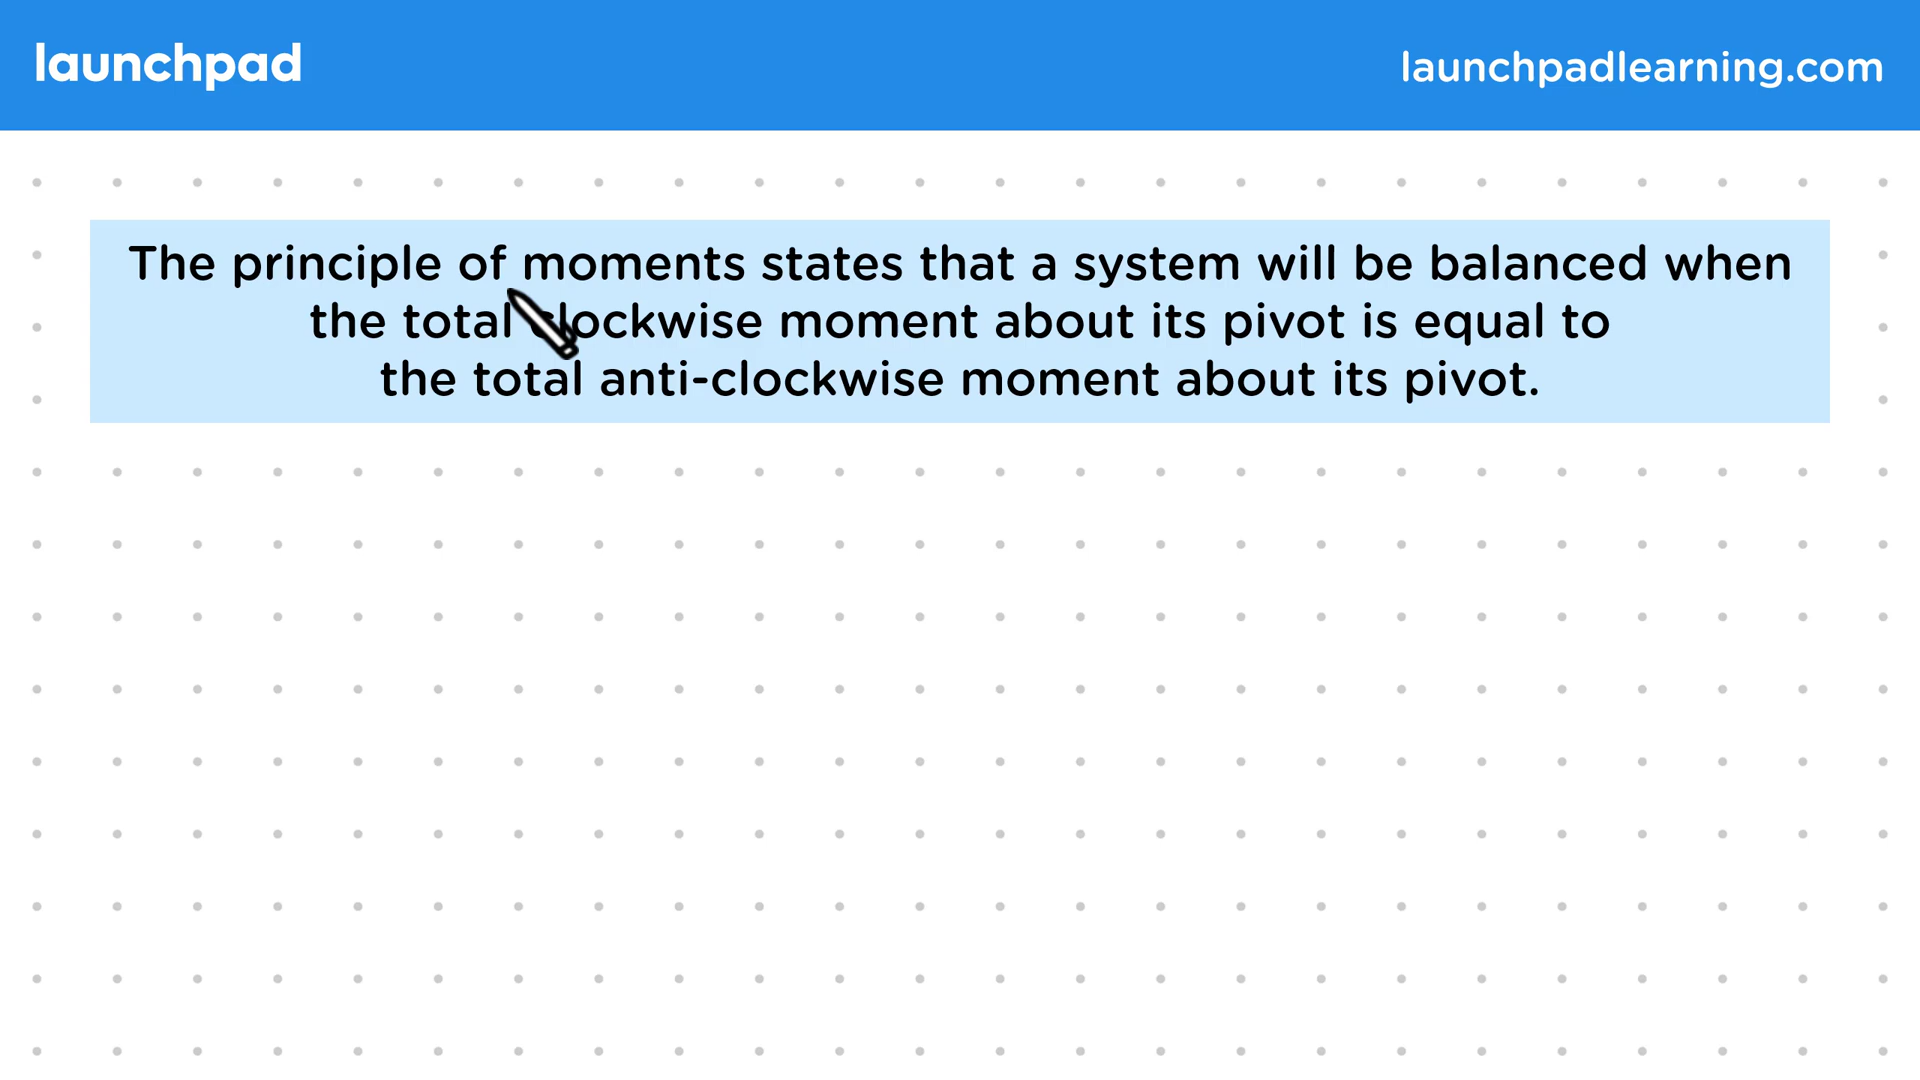 launchpad
launchpadlearning.com
The principle of moments states that a system will be balanced when
the total clockwise moment about its pivot is equal to
the total anti-clockwise moment about its pivot.